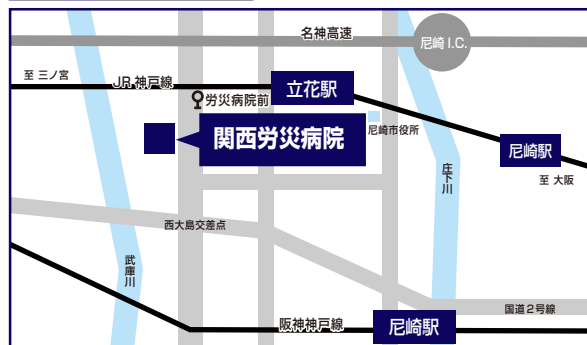 名神高速
尼崎 I.C.
至 三ノ宮
JR 神戸線
立花駅
労災病院前
関西労災病院
尼崎市役所
尼崎駅
至 大阪
庄下川
西大島交差点
武庫川
国道2号線
阪神神戸線
尼崎駅